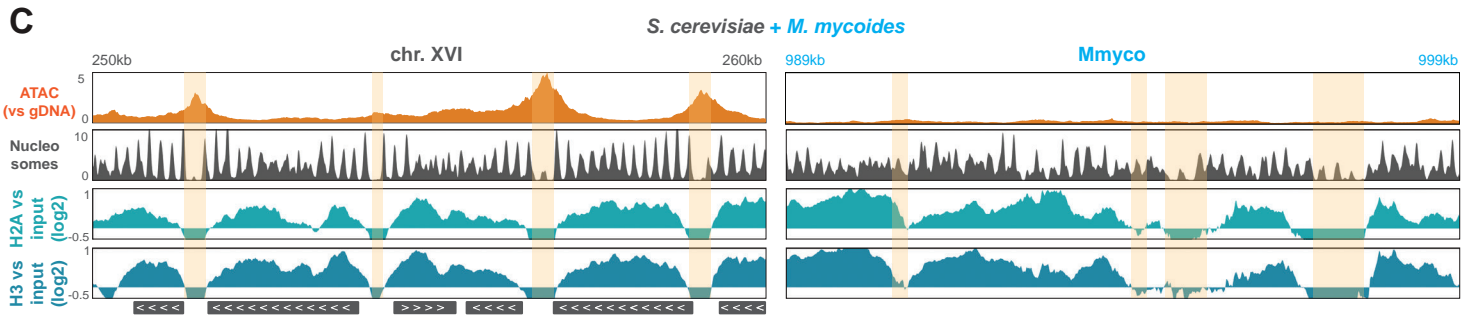 C
S. cerevisiae + M. mycoides
250kb chr. XVI 260kb
989kb Mmyco 999kb
ATAC
(vs gDNA)
5
0
Nucleo
somes
10
0
H2A vs
input
(log2)
1
-0.5
H3 vs
input
(log2)
1
-0.5
<<<< <<<<<<<<<<<< >>>> <<<< <<<<<<<<<<< <<<<